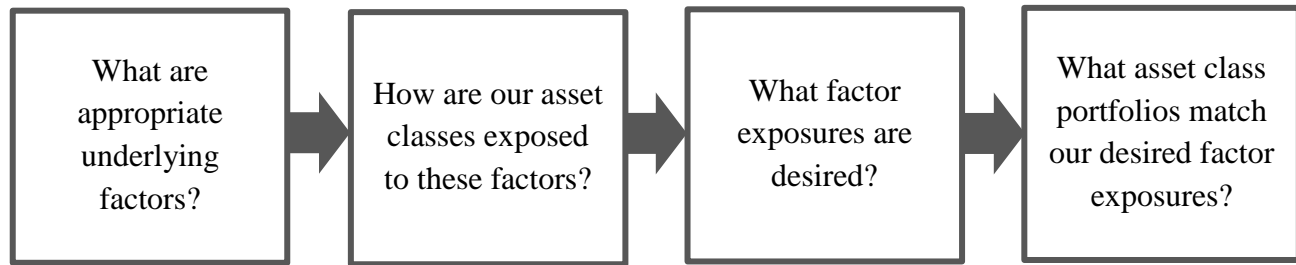 What are
appropriate
underlying
factors?
How are our asset
classes exposed
to these factors?
What factor
exposures are
desired?
What asset class
portfolios match
our desired factor
exposures?